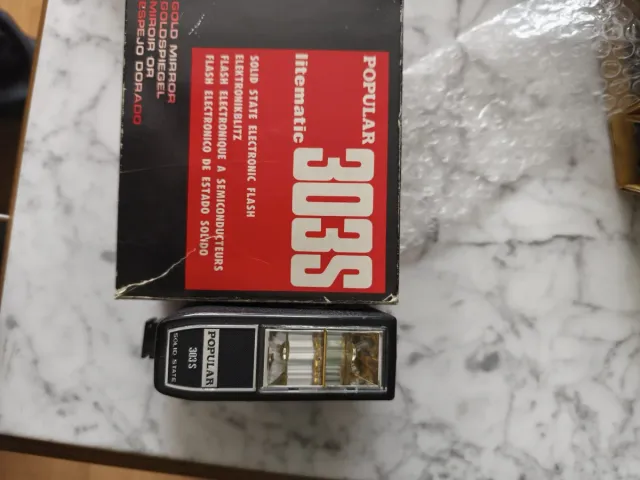 POPULAR
litematic 303S
SOLID STATE ELECTRONIC FLASH
ELEKTRONIKBLITZ
FLASH ELECTRONIQUE A SEMICONDUCTEURS
FLASH ELECTRONICO DE ESTADO SOLIDO
GOLD MIRROR
GOLDSPIEGEL
MIROIR OR
ESPEJO DORADO
POPULAR
303S
SOLID STATE